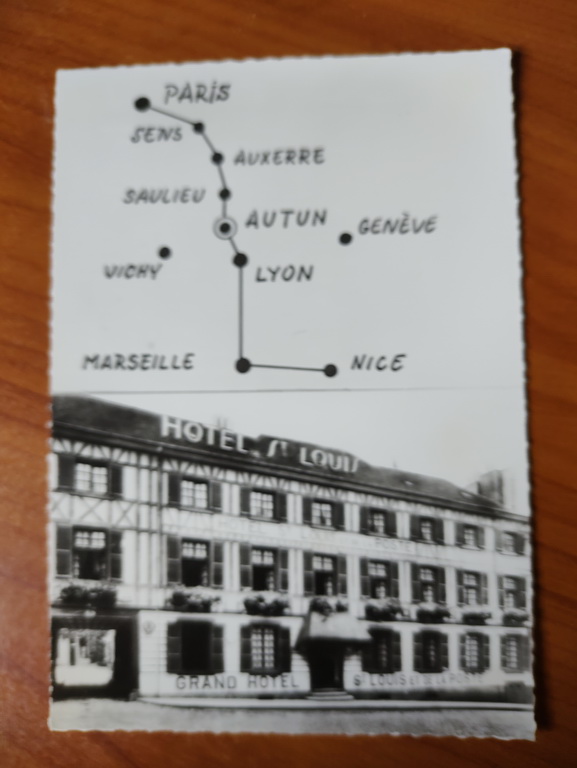 PARIS
SENS
AUXERRE
SAULIEU
AUTUN
GENÈVE
VICHY
LYON
MARSEILLE
NICE
HOTEL St LOUIS
GRAND HOTEL St LOUIS ET DE LA POSTE